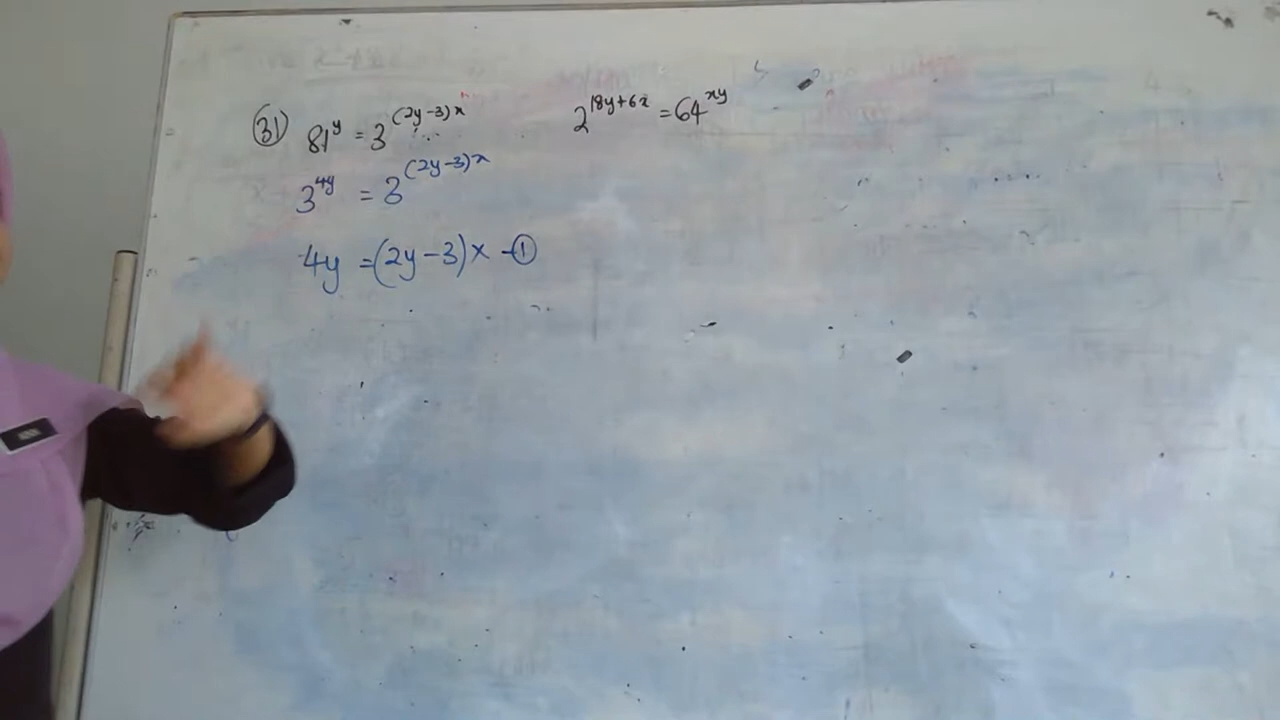 31 81^y = 3^(2y-3)x 2^18y+6x = 64^xy
3^4y = 3^(2y-3)x
4y = (2y-3)x - 1